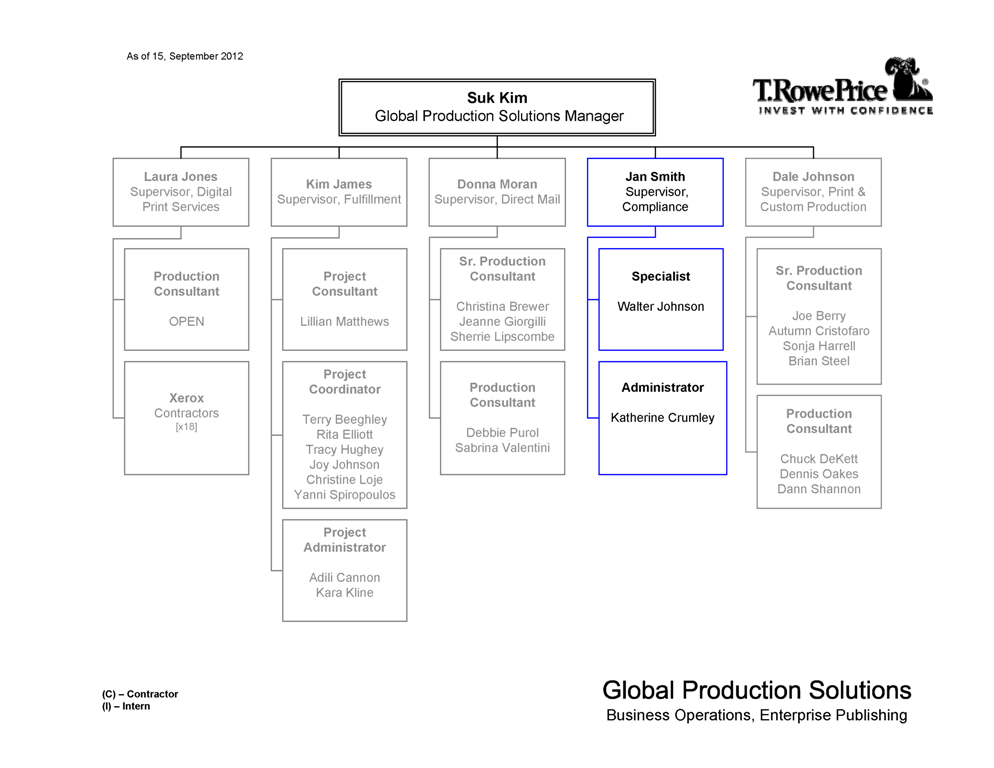 As of 15, September 2012
T.RowePrice
®
INVEST WITH CONFIDENCE
Suk Kim
Global Production Solutions Manager
Laura Jones
Supervisor, Digital
Print Services
Production
Consultant
OPEN
Xerox
Contractors
[x18]
Kim James
Supervisor, Fulfillment
Project
Consultant
Lillian Matthews
Project
Coordinator
Terry Beeghley
Rita Elliott
Tracy Hughey
Joy Johnson
Christine Loje
Yanni Spiropoulos
Project
Administrator
Adili Cannon
Kara Kline
Donna Moran
Supervisor, Direct Mail
Sr. Production
Consultant
Christina Brewer
Jeanne Giorgilli
Sherrie Lipscombe
Production
Consultant
Debbie Purol
Sabrina Valentini
Jan Smith
Supervisor,
Compliance
Specialist
Walter Johnson
Administrator
Katherine Crumley
Dale Johnson
Supervisor, Print &
Custom Production
Sr. Production
Consultant
Joe Berry
Autumn Cristofaro
Sonja Harrell
Brian Steel
Production
Consultant
Chuck DeKett
Dennis Oakes
Dann Shannon
(C) – Contractor
(I) – Intern
Global Production Solutions
Business Operations, Enterprise Publishing